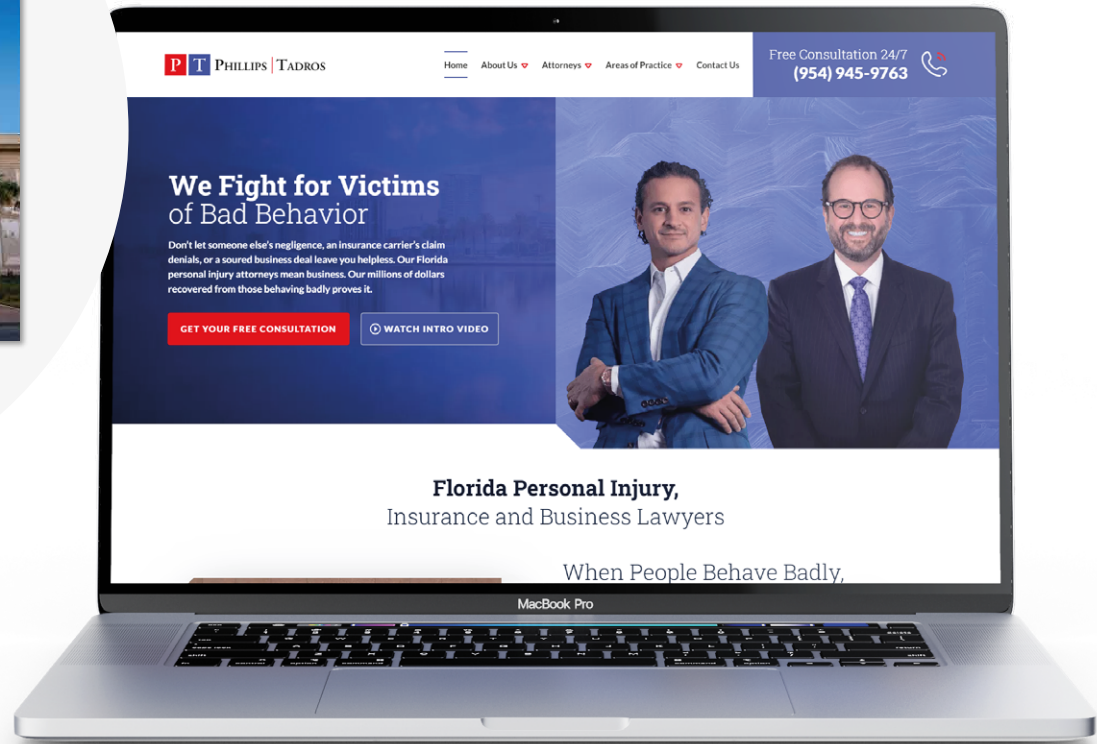 P T PHILLIPS | TADROS
Home About Us Attorneys Areas of Practice Contact Us
Free Consultation 24/7
(954) 945-9763
We Fight for Victims
of Bad Behavior
Don't let someone else's negligence, an insurance carrier's claim
denials, or a soured business deal leave you helpless. Our Florida
personal injury attorneys mean business. Our millions of dollars
recovered from those behaving badly proves it.
GET YOUR FREE CONSULTATION
WATCH INTRO VIDEO
Florida Personal Injury,
Insurance and Business Lawyers
When People Behave Badly,
MacBook Pro